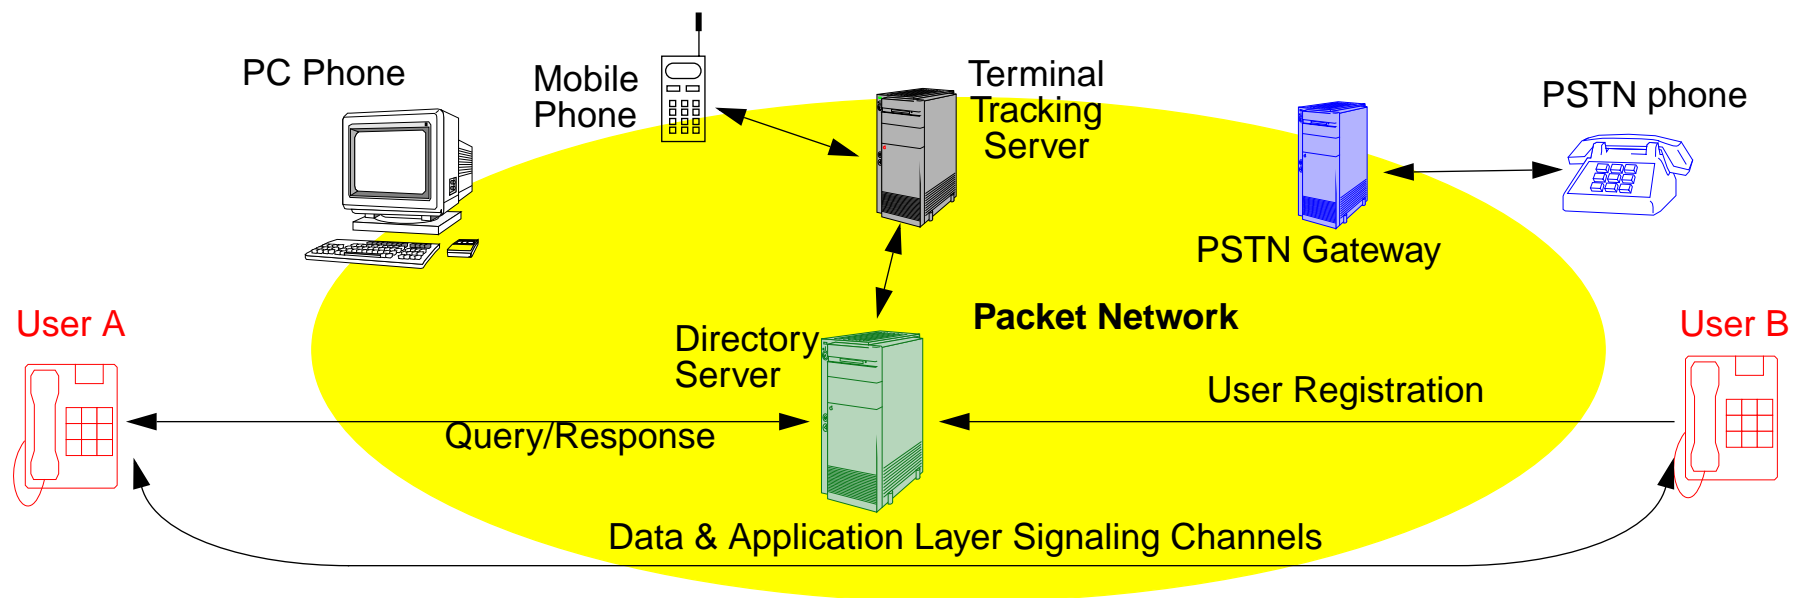 PC Phone
Mobile
Phone
Terminal
Tracking
Server
PSTN phone
PSTN Gateway
Packet Network
User A
Directory
Server
User B
User Registration
Query/Response
Data & Application Layer Signaling Channels